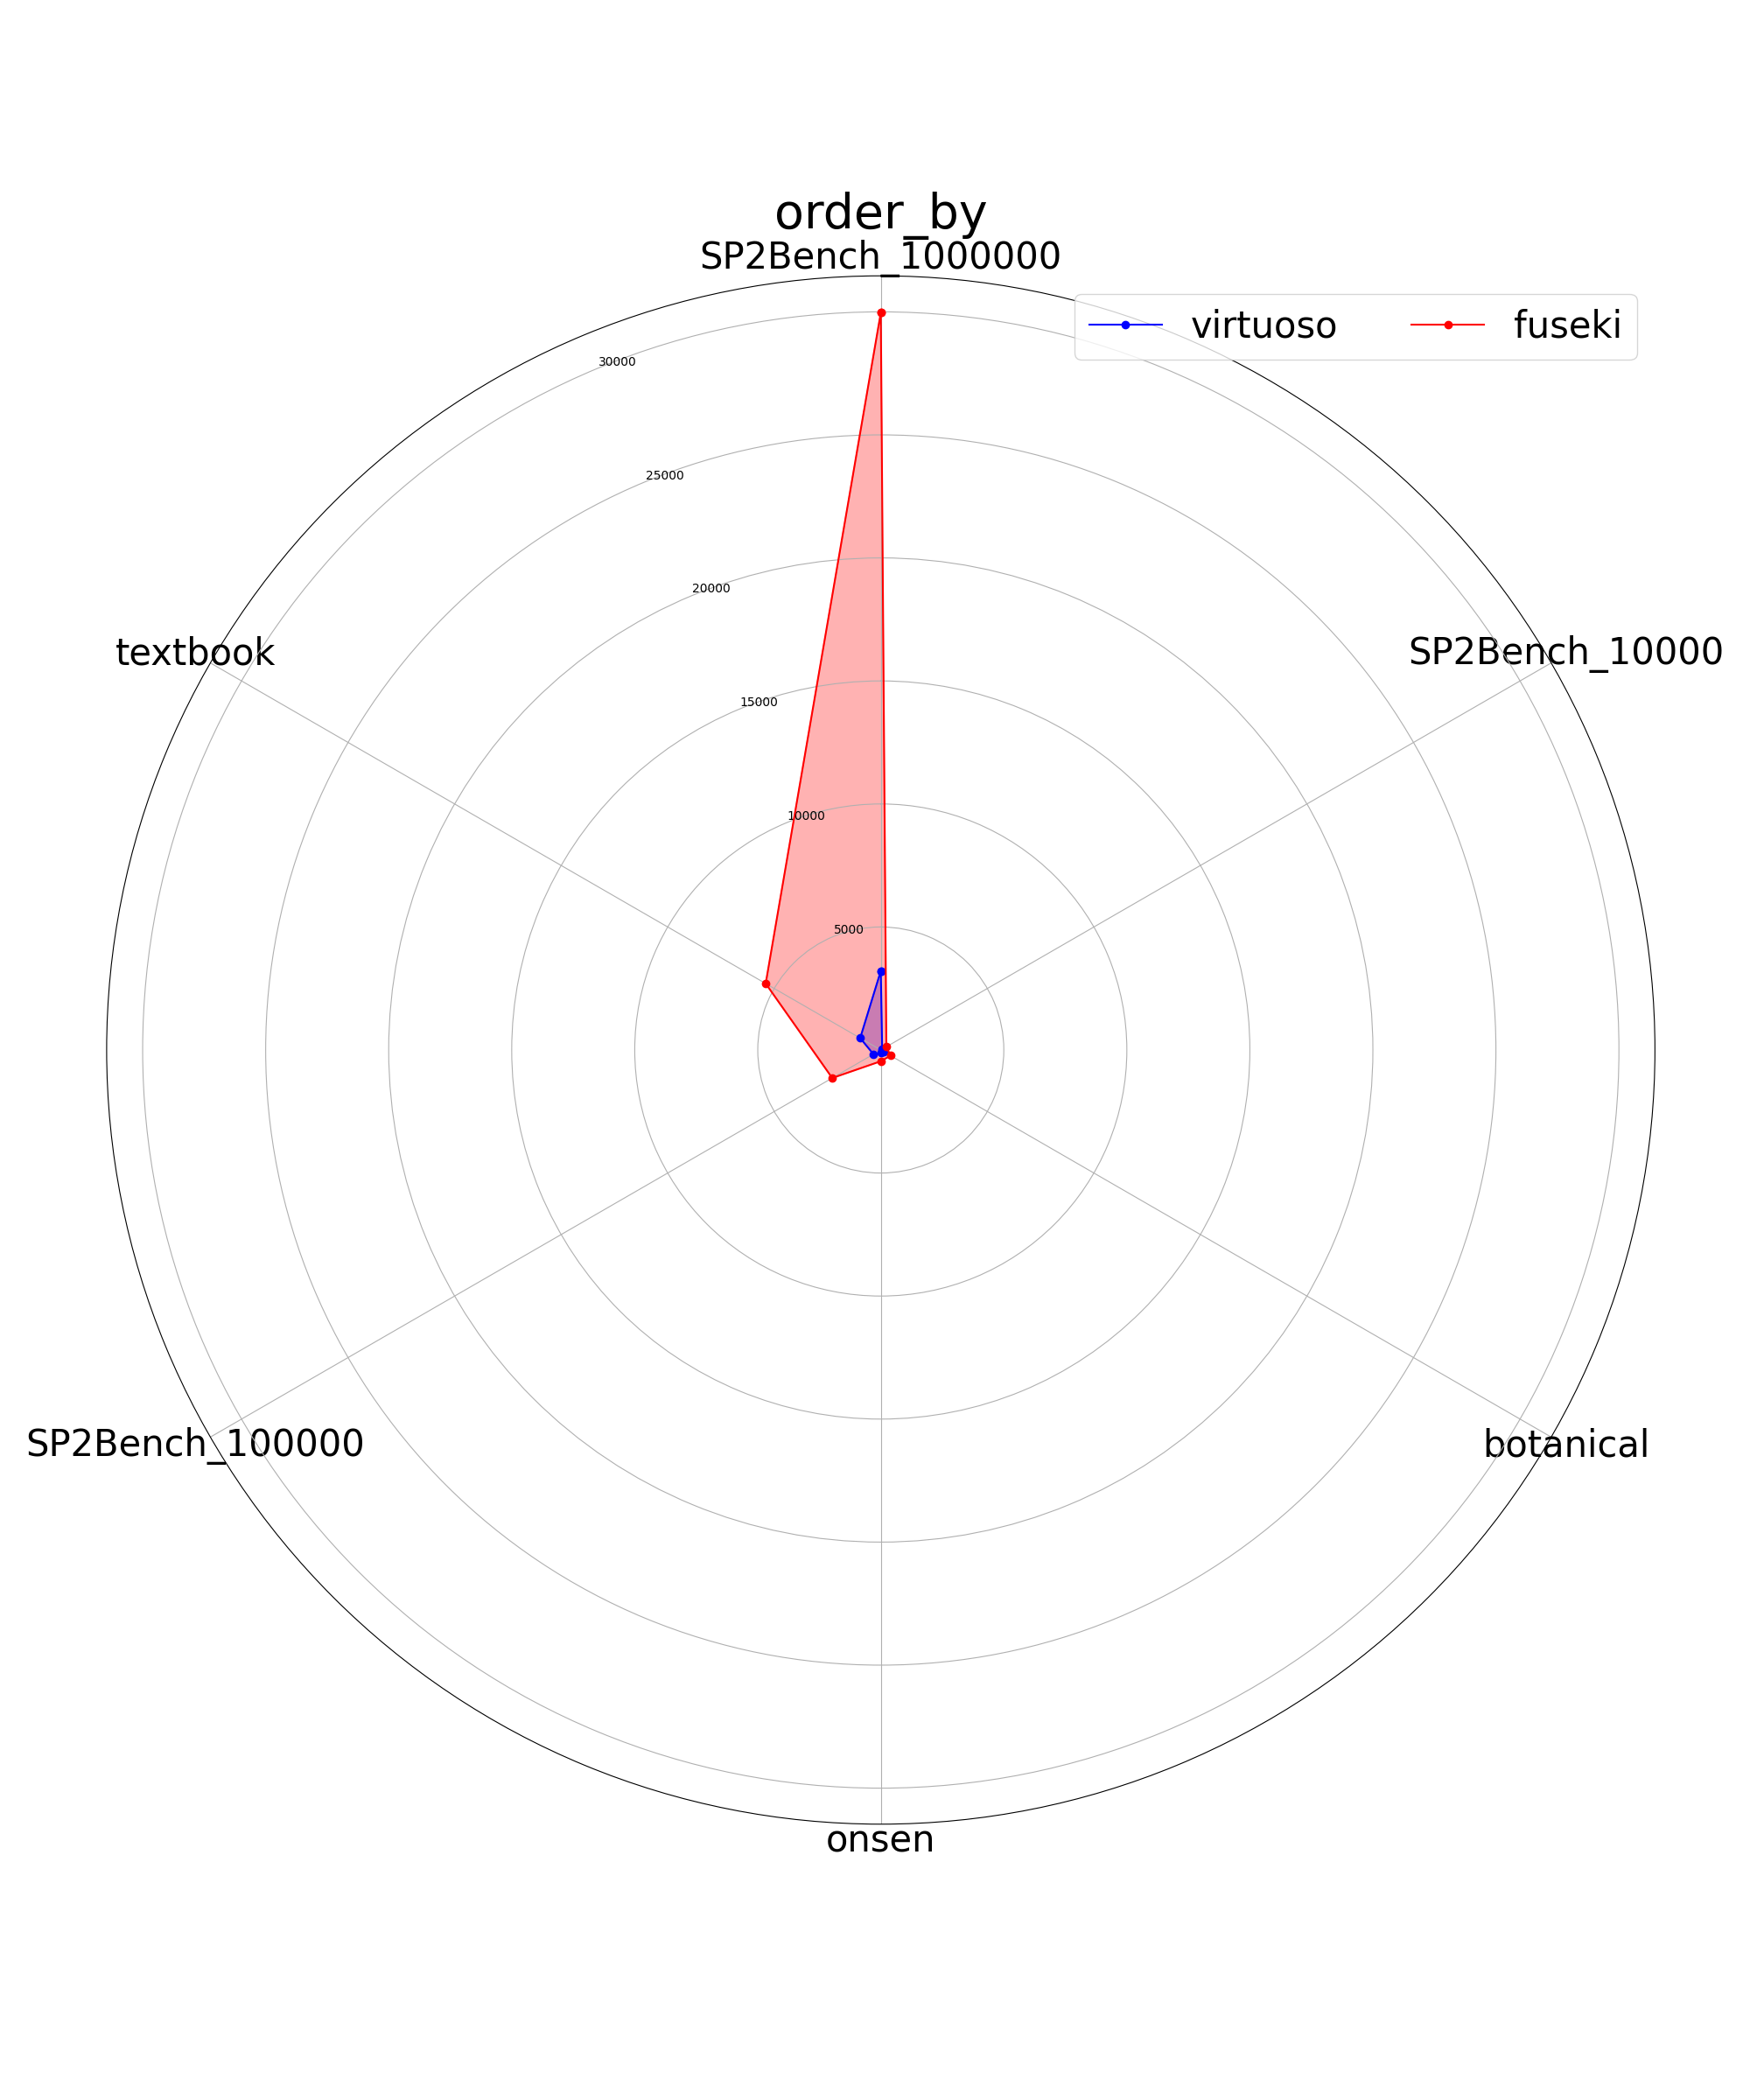 order_by
SP2Bench_1000000
virtuoso
fuseki
30000
25000
20000
textbook
SP2Bench_10000
15000
10000
5000
SP2Bench_100000
botanical
onsen